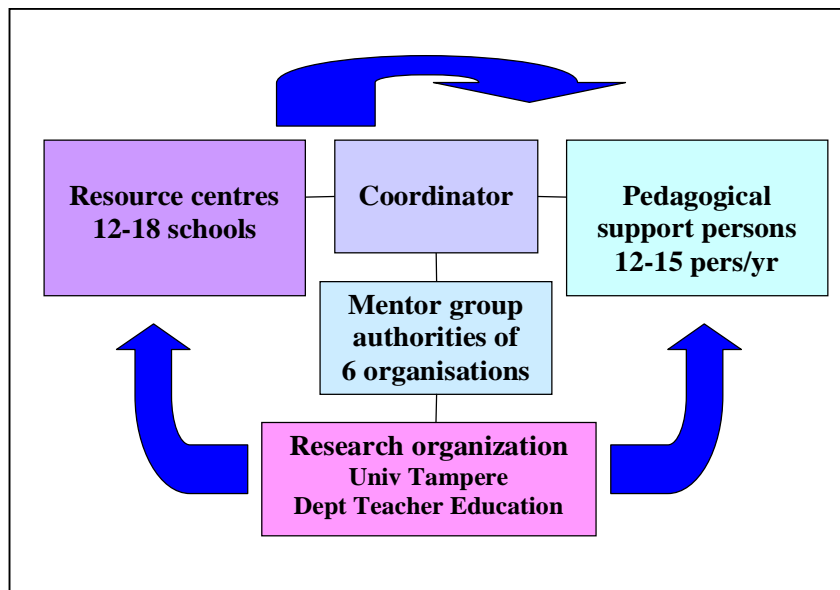 Resource centres
12-18 schools
Coordinator
Pedagogical
support persons
12-15 pers/yr
Mentor group
authorities of
6 organisations
Research organization
Univ Tampere
Dept Teacher Education